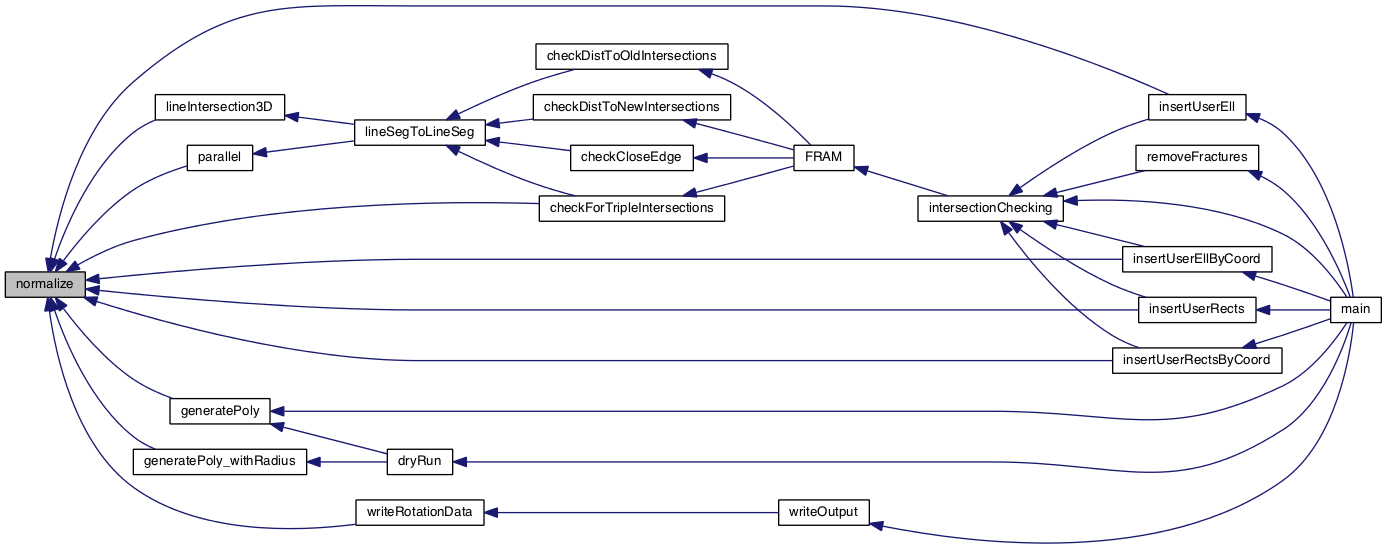 checkDistToOldIntersections
lineIntersection3D
checkDistToNewIntersections
insertUserEll
lineSegToLineSeg
parallel
checkCloseEdge
FRAM
removeFractures
checkForTripleIntersections
intersectionChecking
insertUserEllByCoord
normalize
insertUserRects
main
insertUserRectsByCoord
generatePoly
generatePoly_withRadius
dryRun
writeRotationData
writeOutput